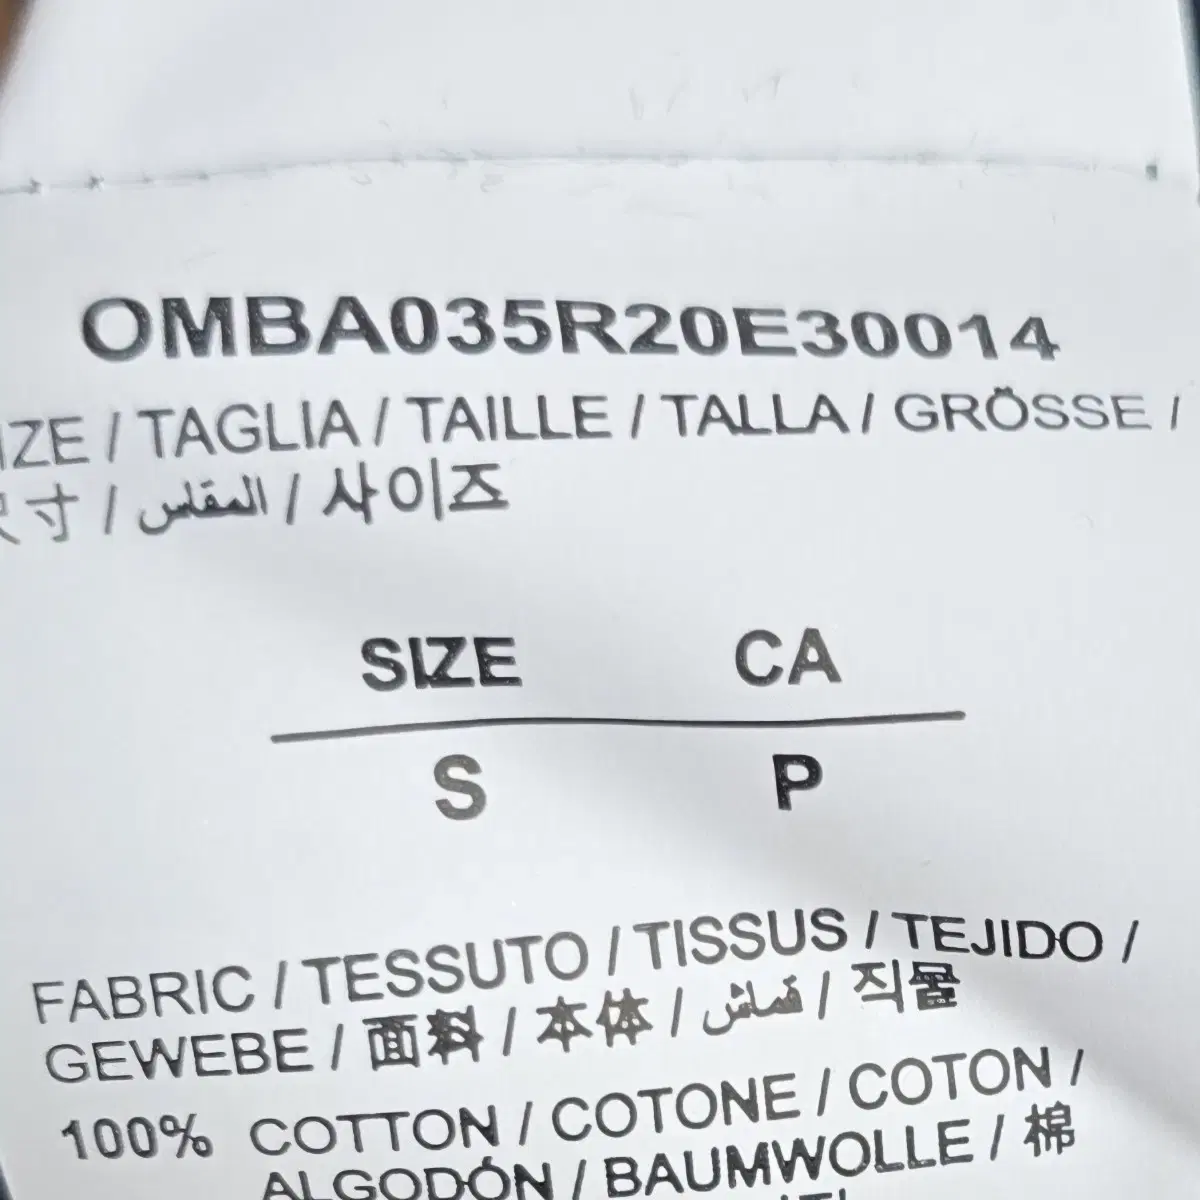 OMBA035R20E30014
IZE / TAGLIA / TAILLE / TALLA / GRÖSSE /
尺寸 / المقاس / 사이즈
SIZE CA
S P
FABRIC / TESSUTO / TISSUS / TEJIDO /
GEWEBE / 面料 / 本体 / قماش / 직물
100% COTTON / COTONE / COTON /
ALGODÓN / BAUMWOLLE / 棉